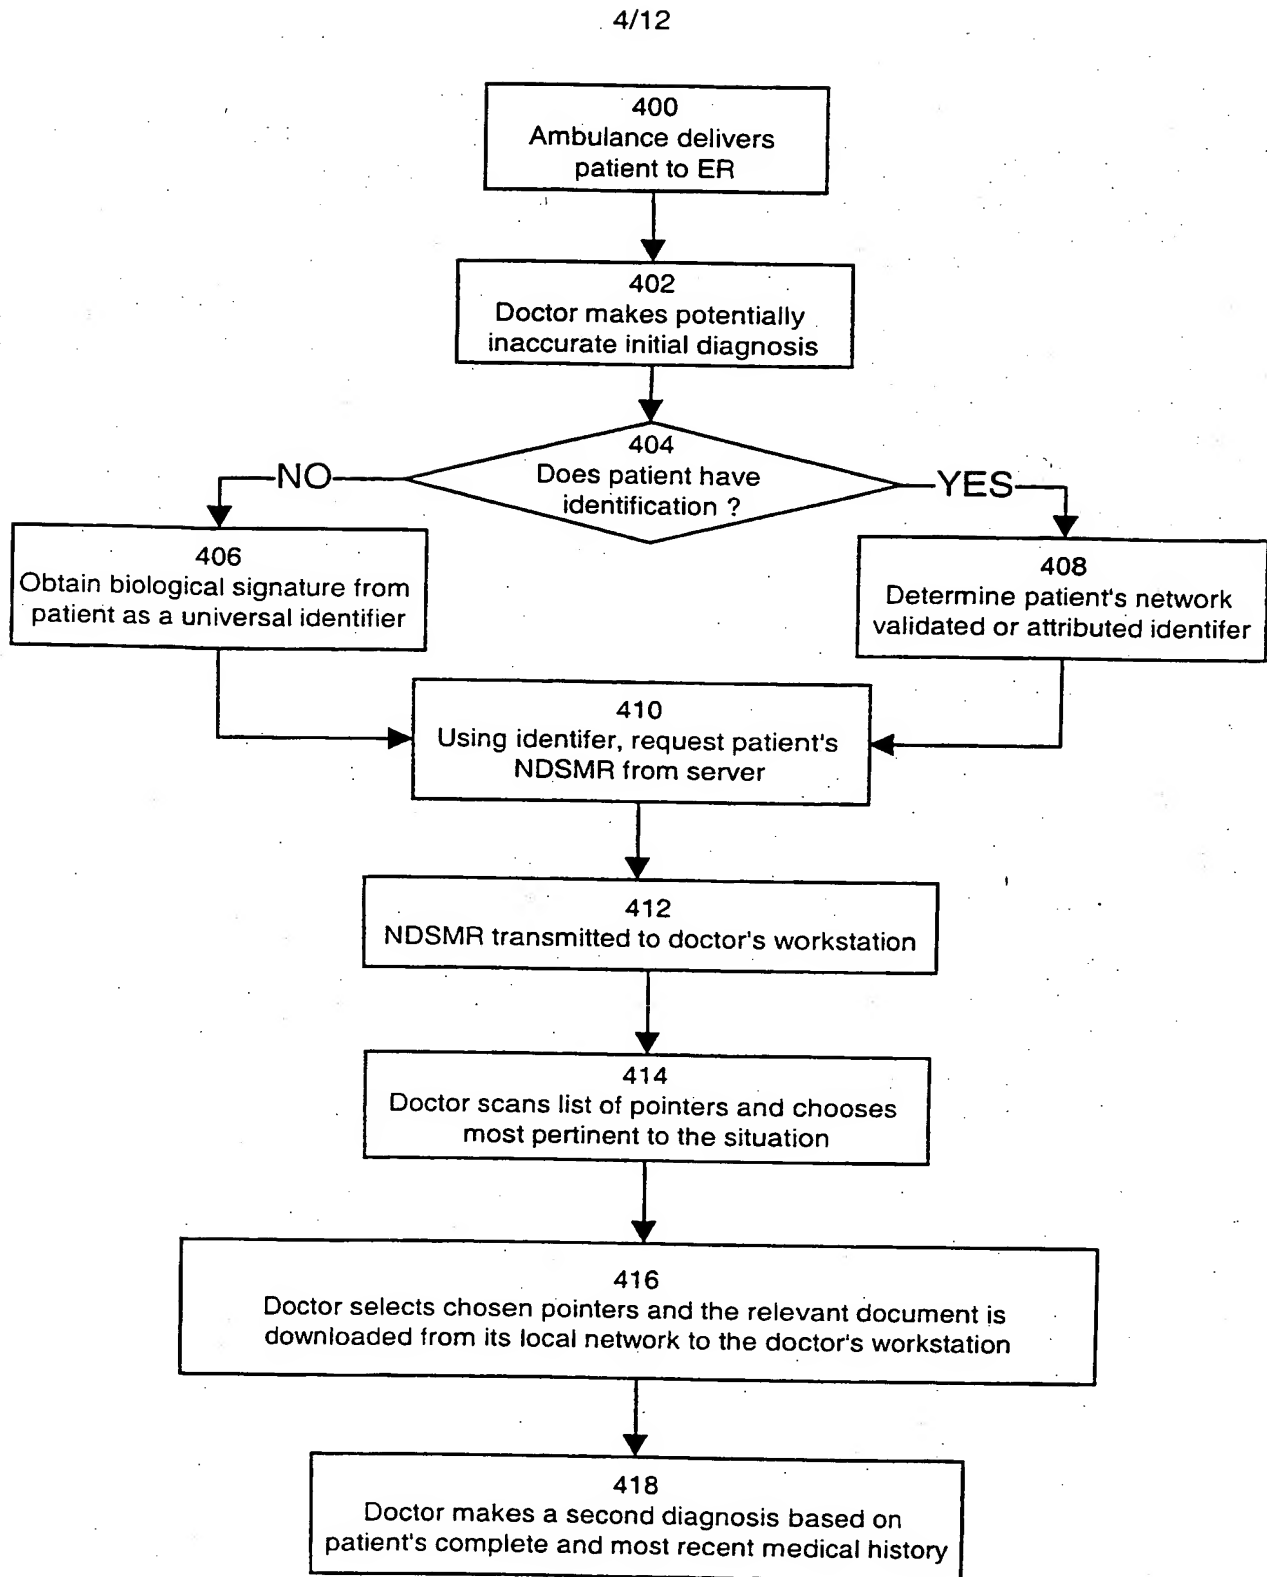 4/12
400
Ambulance delivers
patient to ER
402
Doctor makes potentially
inaccurate initial diagnosis
404
Does patient have
identification ?
NO
YES
406
Obtain biological signature from
patient as a universal identifier
408
Determine patient's network
validated or attributed identifer
410
Using identifer, request patient's
NDSMR from server
412
NDSMR transmitted to doctor's workstation
414
Doctor scans list of pointers and chooses
most pertinent to the situation
416
Doctor selects chosen pointers and the relevant document is
downloaded from its local network to the doctor's workstation
418
Doctor makes a second diagnosis based on
patient's complete and most recent medical history